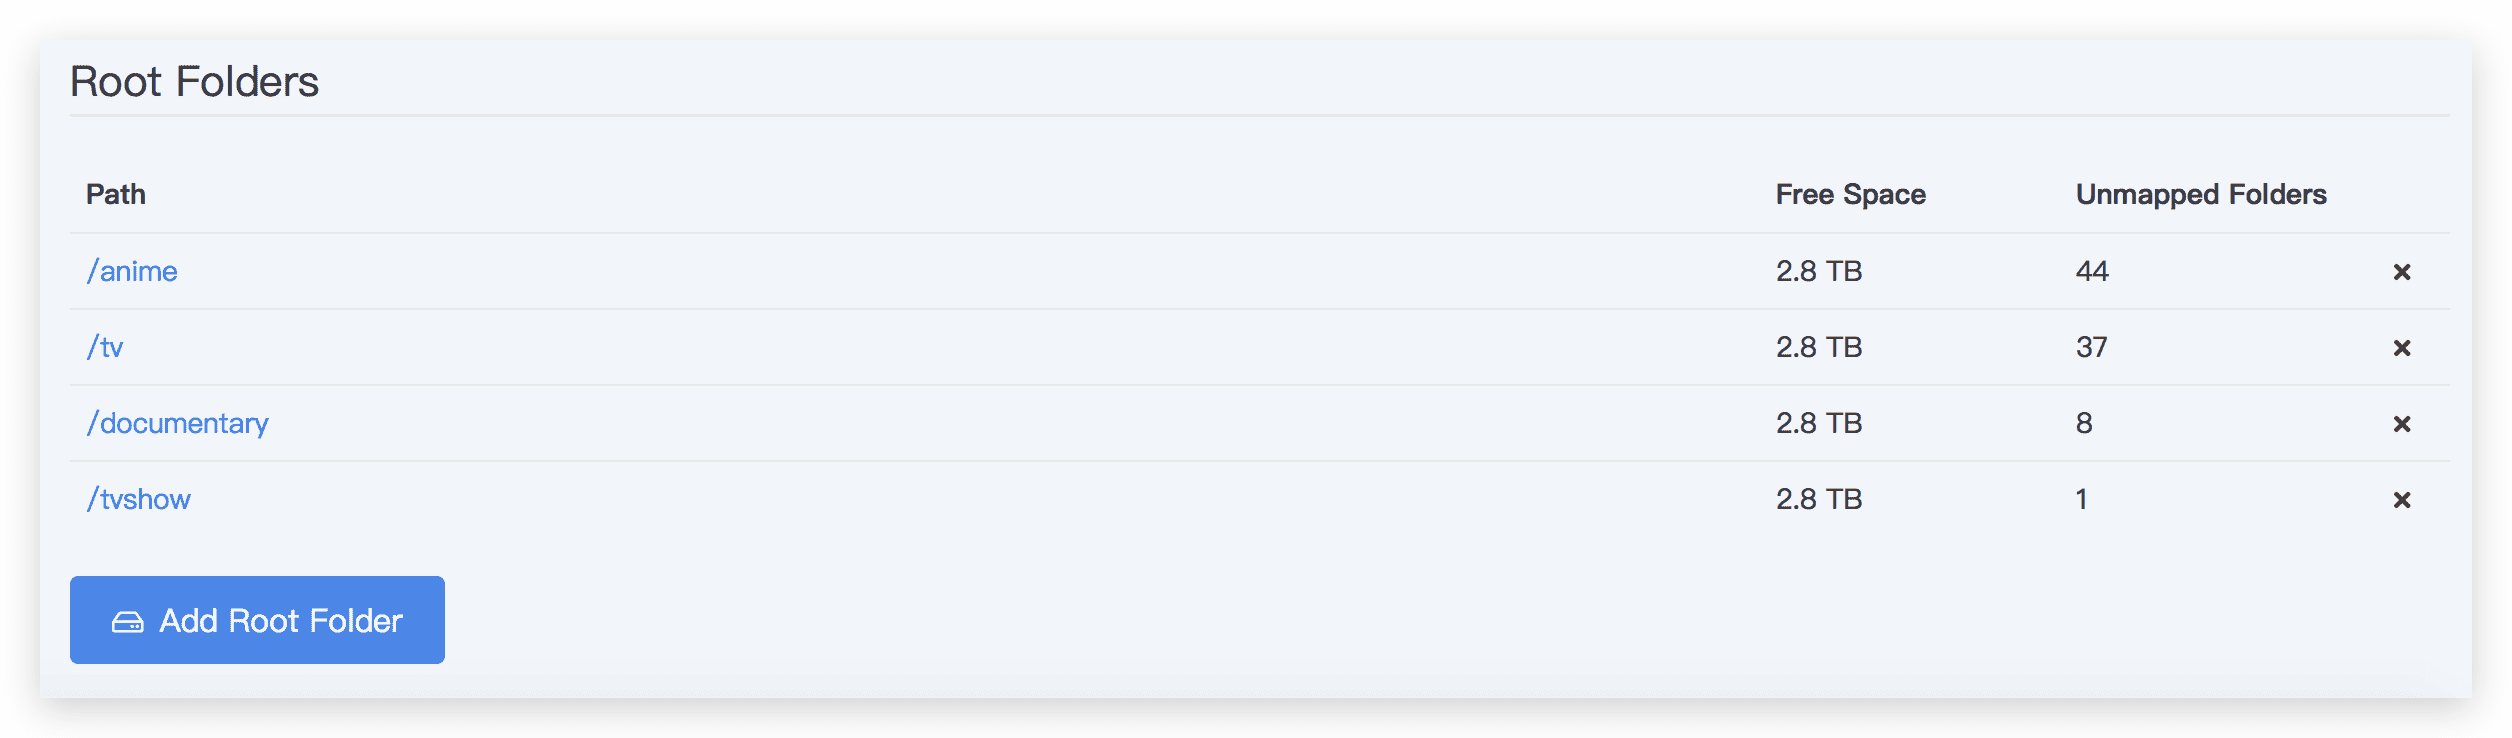 Root Folders
Path Free Space Unmapped Folders
/anime 2.8 TB 44
/tv 2.8 TB 37
/documentary 2.8 TB 8
/tvshow 2.8 TB 1
Add Root Folder